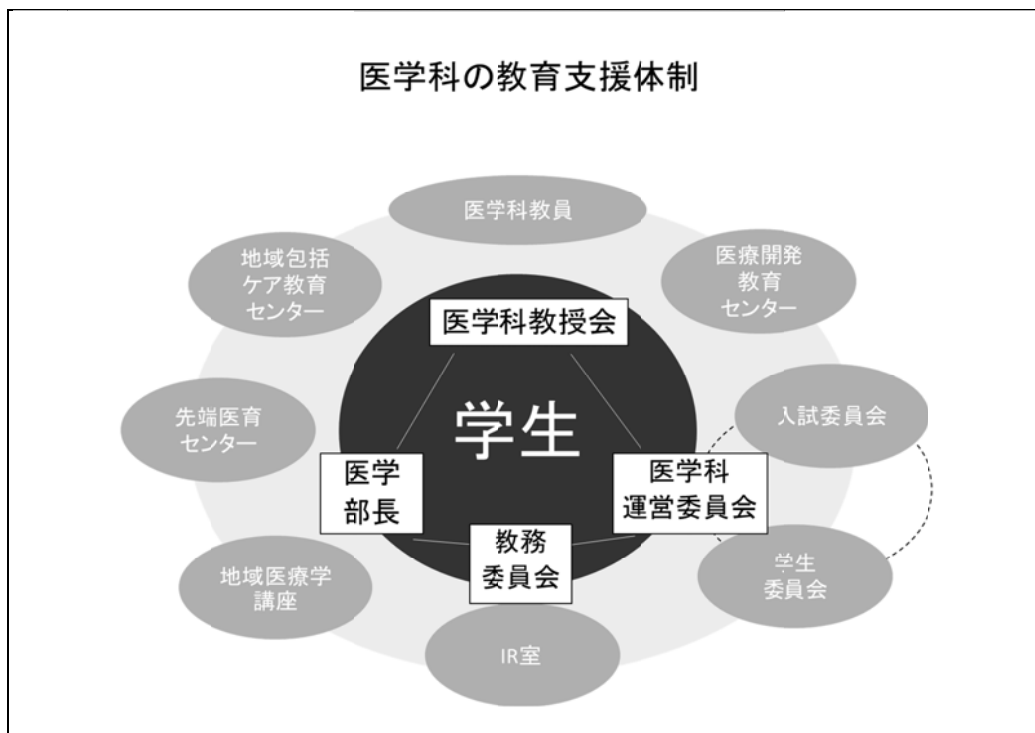 医学科の教育支援体制
医学科教員
地域包括
ケア教育
センター
医療開発
教育
センター
医学科教授会
先端医育
センター
学生
入試委員会
医学
部長
医学科
運営委員会
教務
委員会
地域医療学
講座
学生
委員会
IR室